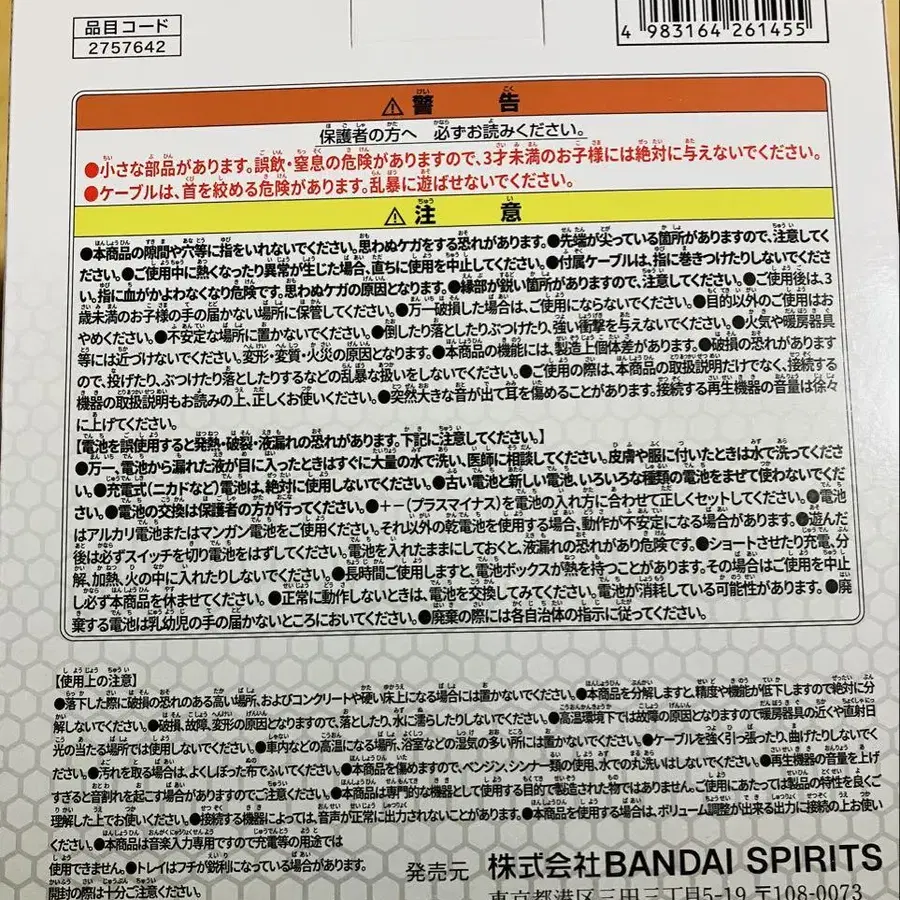 品目コード
2757642
4 983164 261455
⚠警告
保護者の方へ 必ずお読みください。
●小さな部品があります。誤飲・窒息の危険がありますので、3才未満のお子様には絶対に与えないでください。
●ケーブルは、首を絞める危険があります。乱暴に遊ばせないでください。
⚠注意
●本商品の隙間や穴等に指をいれないでください。思わぬケガをする恐れがあります。●先端が尖っている箇所がありますので、注意してく
ださい。●ご使用中に熱くなったり異常が生じた場合、直ちに使用を中止してください。●付属ケーブルは、指に巻きつけたりしないでくださ
い。指に血がかよわなくなり危険です。思わぬケガの原因となります。●縁部が鋭い箇所がありますので、注意してください。●ご使用後は、3
歳未満のお子様の手の届かない場所に保管してください。●万一破損した場合は、ご使用にならないでください。●目的以外のご使用はお
やめください。●不安定な場所に置かないでください。●倒したり落としたりぶつけたり、強い衝撃を与えないでください。●火気や暖房器具
等には近づけないでください。変形・変質・火災の原因となります。●本商品の機能には、製造上個体差があります。●破損の恐れがあります
ので、投げたり、ぶつけたり落としたりするなどの乱暴な扱いをしないでください。●ご使用の際は、本商品の取扱説明だけでなく、接続する
機器の取扱説明もお読みの上、正しくお使いください。●突然大きな音が出て耳を傷めることがあります。接続する再生機器の音量は徐々
に上げてください。
【電池を誤使用すると発熱・破裂・液漏れの恐れがあります。下記に注意してください。】
●万一、電池から漏れた液が目に入ったときはすぐに大量の水で洗い、医師に相談してください。皮膚や服に付いたときは水で洗ってくだ
さい。●充電式(ニカドなど)電池は、絶対に使用しないでください。●古い電池と新しい電池、いろいろな種類の電池をまぜて使わないでく
ださい。●電池の交換は保護者の方が行ってください。●+-(プラスマイナス)を電池の入れ方に合わせて正しくセットしてください。●電池
はアルカリ電池またはマンガン電池をご使用ください。それ以外の乾電池を使用する場合、動作が不安定になる場合があります。●遊んだ
後は必ずスイッチを切り電池をはずしてください。電池を入れたままにしておくと、液漏れの恐れがあり危険です。●ショートさせたり充電、分
解、加熱、火の中に入れたりしないでください。●長時間ご使用しますと、電池ボックスが熱を持つことがあります。その場合はご使用を中止
し必ず本商品を休ませてください。●正常に動作しないときは、電池を交換してみてください。電池が消耗している可能性があります。●廃
棄する電池は乳幼児の手の届かないところにおいてください。●廃棄の際には各自治体の指示に従ってください。
【使用上の注意】
●落下した際に破損の恐れのある高い場所、およびコンクリートや硬い床上になる場合には置かないでください。●本商品を分解しますと精度や機能が低下しますので絶対に分
解しないでください。●破損、故障、変形の原因となりますので、落としたり、水に濡らしたりしないでください。●高温環境下では故障の原因となりますので暖房器具の近くや直射日
光の当たる場所では使用しないでください。●車内などの高温になる場所、浴室などの湿気の多い所には置かないでください。●ケーブルを強く引っ張ったり、曲げたりしないでく
ださい。●汚れを取る場合は、よくしぼった布でふいてください。●本商品を傷めますので、ベンジン、シンナー類の使用、水での丸洗いはしないでください。●再生機器の音量を上げ
すぎると音割れを起こす場合がありますのでご注意ください。●本商品は専門的な機器として使用する目的で製造された物ではありません。ご使用にあたっては製品の特性を良くご
理解した上でお使いください。●接続する機器によっては、音声が正常に出力されないことがあります。●本商品を使用する場合は、ボリューム調整が出来る出力に接続の上お使い
ください。●本商品は音楽入力専用ですので充電等の用途では
使用できません。●トレイはフチが鋭利になっている場合があります。
開封の際は十分ご注意ください。
発売元 株式会社BANDAI SPIRITS
東京都港区三田三丁目5-19 〒108-0073